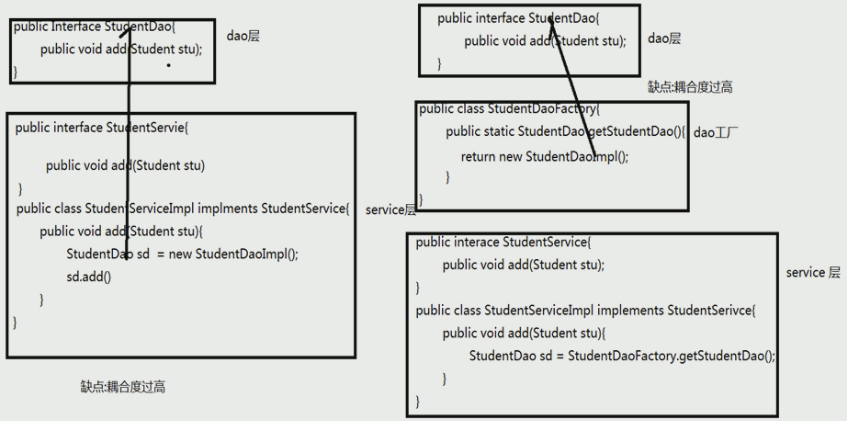 public Interface StudentDao{
public void add(Student stu);
}
dao层
public interface StudentServie{
public void add(Student stu)
}
public class StudentServiceImpl implments StudentService{
public void add(Student stu){
StudentDao sd = new StudentDaoImpl();
sd.add()
}
}
service层
缺点:耦合度过高
public interface StudentDao{
public void add(Student stu);
}
dao层
缺点:耦合度过高
public class StudentDaoFactory{
public static StudentDao getStudentDao(){
return new StudentDaoImpl();
}
}
dao工厂
public interace StudentService{
public void add(Student stu);
}
public class StudentServiceImpl implements StudentSerivce{
public void add(Student stu){
StudentDao sd = StudentDaoFactory.getStudentDao();
}
}
service 层